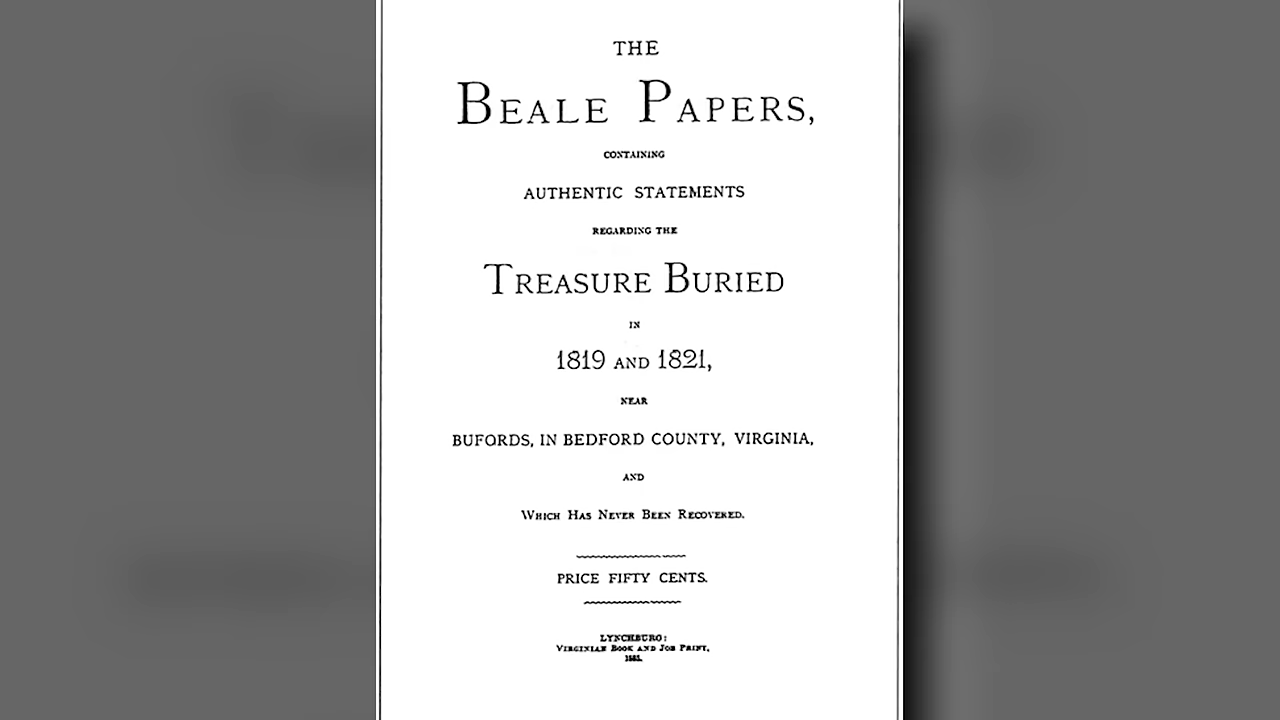 THE
BEALE PAPERS,
CONTAINING
AUTHENTIC STATEMENTS
REGARDING THE
TREASURE BURIED
IN
1819 AND 1821,
NEAR
BUFORDS, IN BEDFORD COUNTY, VIRGINIA,
AND
WHICH HAS NEVER BEEN RECOVERED.
PRICE FIFTY CENTS.
LYNCHBURG:
VIRGINIAN BOOK AND JOB PRINT,
1885.